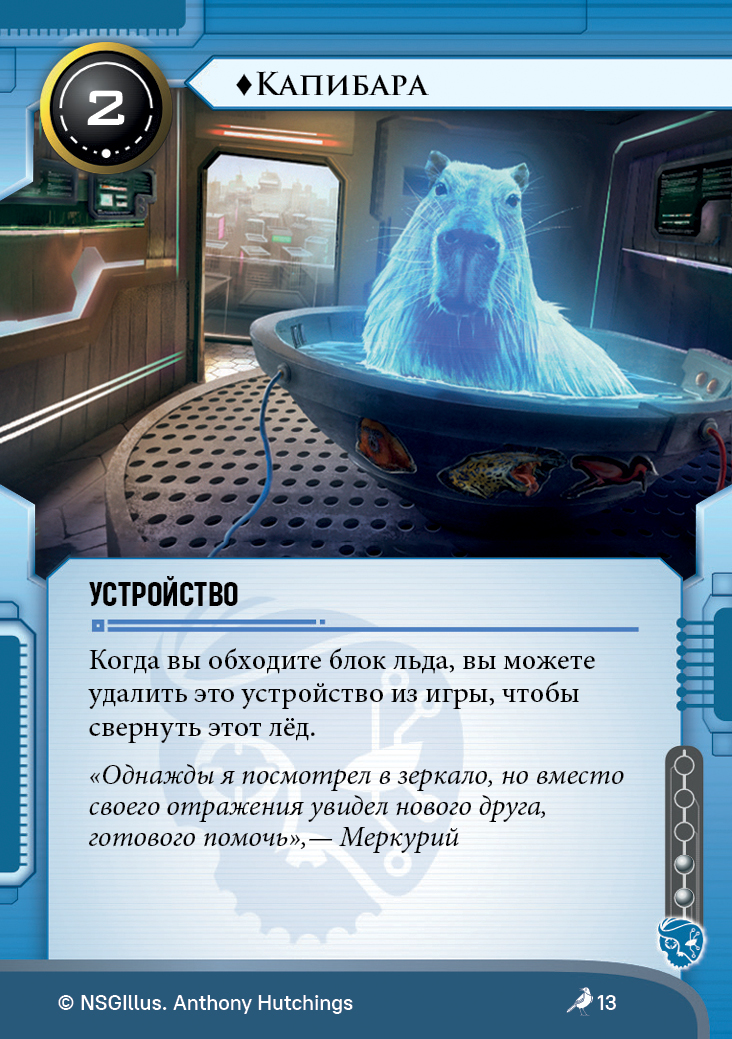 2
♦Капибара
УСТРОЙСТВО
Когда вы обходите блок льда, вы можете
удалить это устройство из игры, чтобы
свернуть этот лёд.
«Однажды я посмотрел в зеркало, но вместо
своего отражения увидел нового друга,
готового помочь»,— Меркурий
© NSGIllus. Anthony Hutchings
13